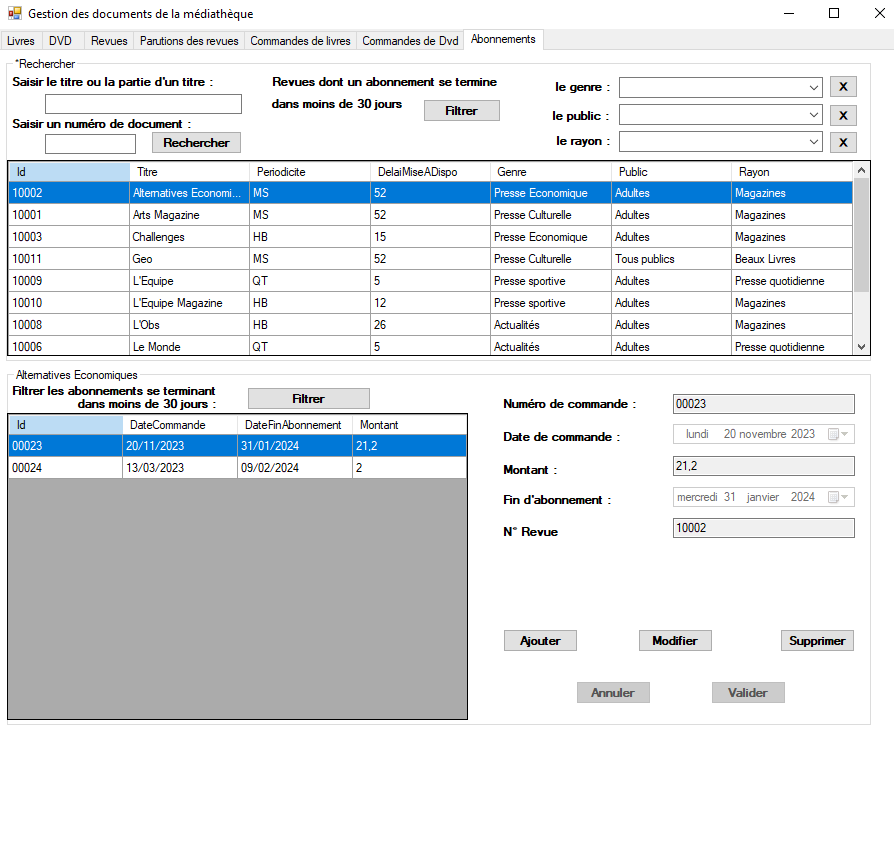 Gestion des documents de la médiathèque
Livres DVD Revues Parutions des revues Commandes de livres Commandes de Dvd Abonnements
*Rechercher
Saisir le titre ou la partie d'un titre :
Saisir un numéro de document :
Rechercher
Revues dont un abonnement se termine
dans moins de 30 jours
Filtrer
le genre : X
le public : X
le rayon : X
Id Titre Periodicite DelaiMiseADispo Genre Public Rayon
10002 Alternatives Economi... MS 52 Presse Economique Adultes Magazines
10001 Arts Magazine MS 52 Presse Culturelle Adultes Magazines
10003 Challenges HB 15 Presse Economique Adultes Magazines
10011 Geo MS 52 Presse Culturelle Tous publics Beaux Livres
10009 L'Equipe QT 5 Presse sportive Adultes Presse quotidienne
10010 L'Equipe Magazine HB 12 Presse sportive Adultes Magazines
10008 L'Obs HB 26 Actualités Adultes Magazines
10006 Le Monde QT 5 Actualités Adultes Presse quotidienne
Alternatives Economiques
Filtrer les abonnements se terminant
dans moins de 30 jours :
Filtrer
Id DateCommande DateFinAbonnement Montant
00023 20/11/2023 31/01/2024 21,2
00024 13/03/2023 09/02/2024 2
Numéro de commande : 00023
Date de commande : lundi 20 novembre 2023
Montant : 21,2
Fin d'abonnement : mercredi 31 janvier 2024
N° Revue 10002
Ajouter Modifier Supprimer
Annuler Valider